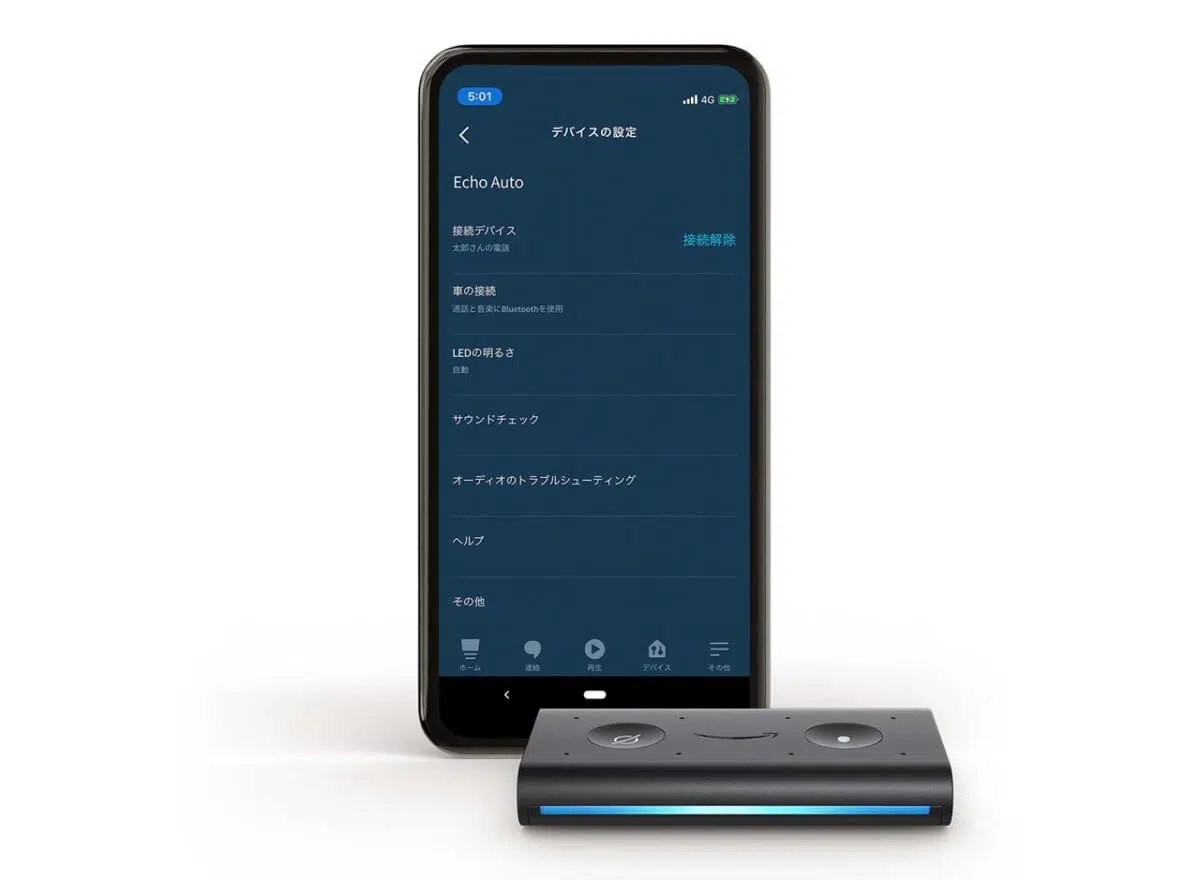 5:01
4G
デバイスの設定
Echo Auto
接続デバイス
太郎さんの電話
接続解除
車の接続
通話と音楽にBluetoothを使用
LEDの明るさ
自動
サウンドチェック
オーディオのトラブルシューティング
ヘルプ
その他
ホーム 連絡 再生 デバイス その他